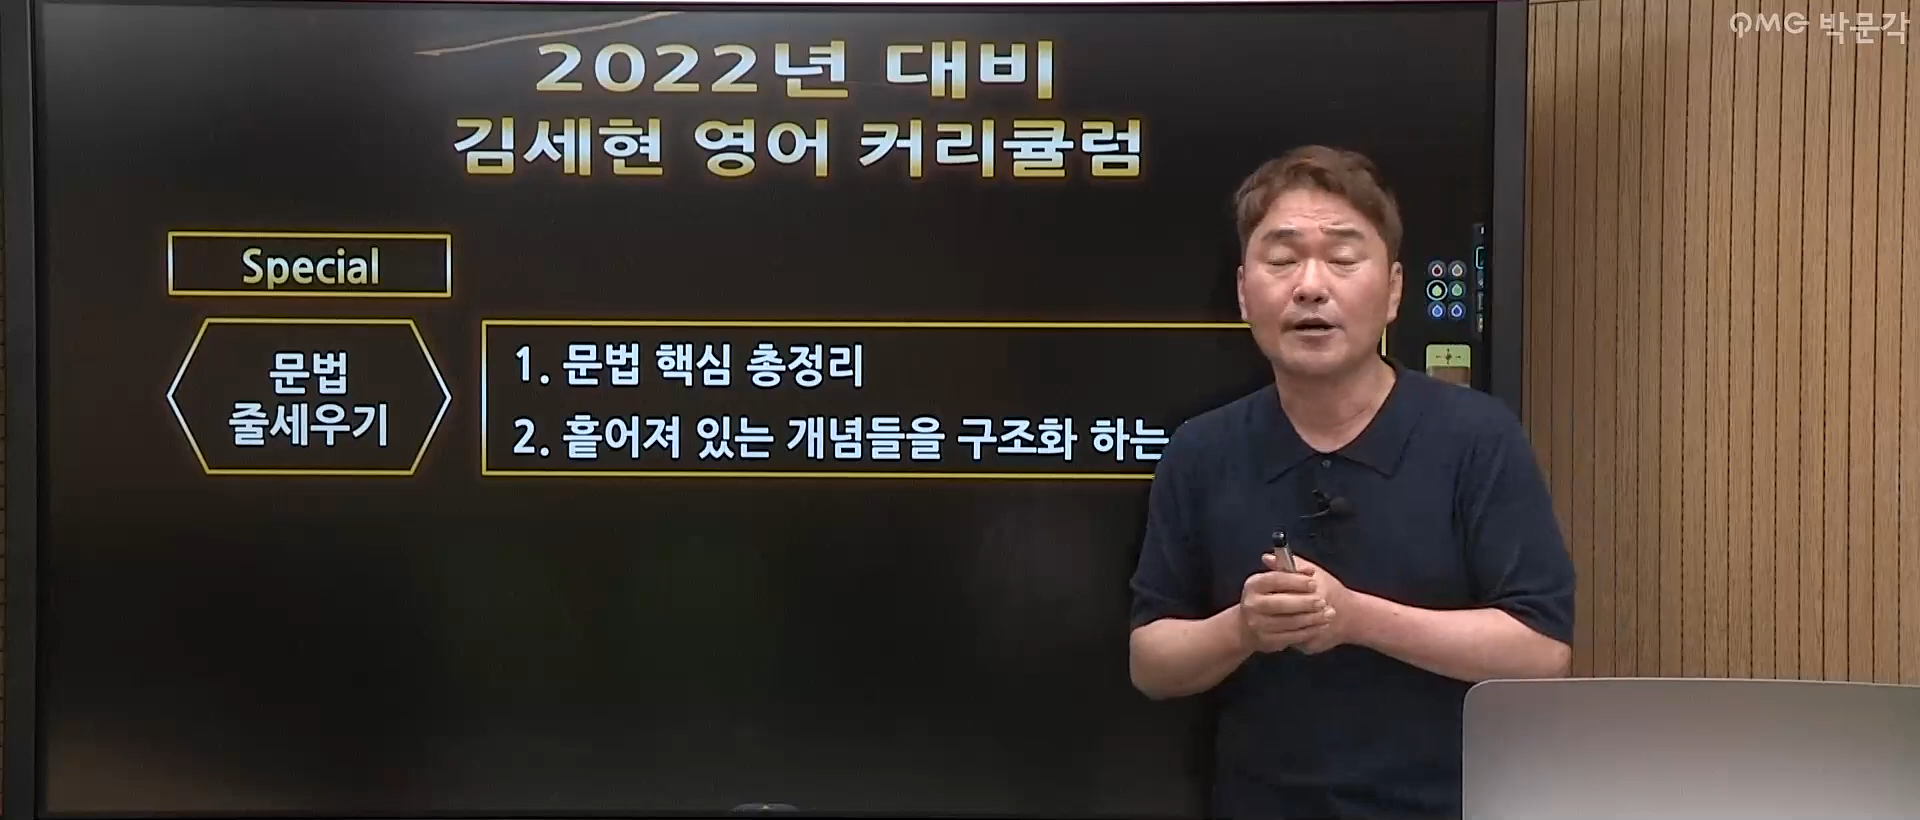 PMG 박문각
2022년 대비
김세현 영어 커리큘럼
Special
문법
줄세우기
1. 문법 핵심 총정리
2. 흩어져 있는 개념들을 구조화 하는